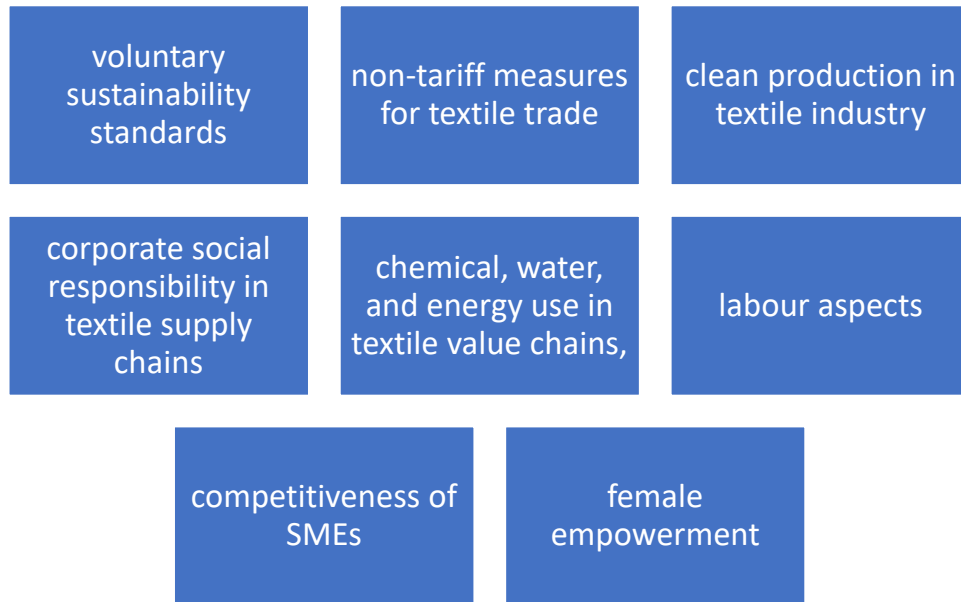 voluntary
sustainability
standards
non-tariff measures
for textile trade
clean production in
textile industry
corporate social
responsibility in
textile supply
chains
chemical, water,
and energy use in
textile value chains,
labour aspects
competitiveness of
SMEs
female
empowerment